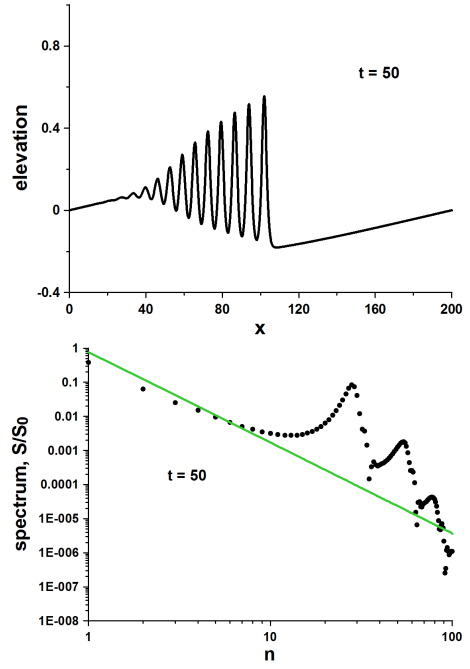 0.8
t = 50
0.4
elevation
0
-0.4
0 40 80 120 160 200
x
1
0.1
0.01
0.001
0.0001
1E-005
1E-006
1E-007
1E-008
spectrum, S/S0
t = 50
1 10 100
n